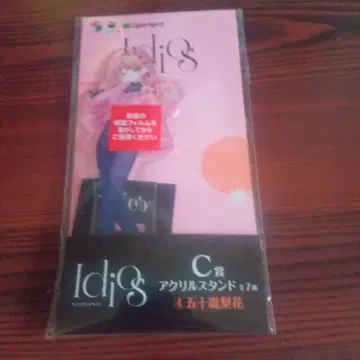 Idios
表面の
保護フィルムを
剥がしてから
ご使用ください
Idios
C賞
アクリルスタンド 全7種
五十嵐梨花